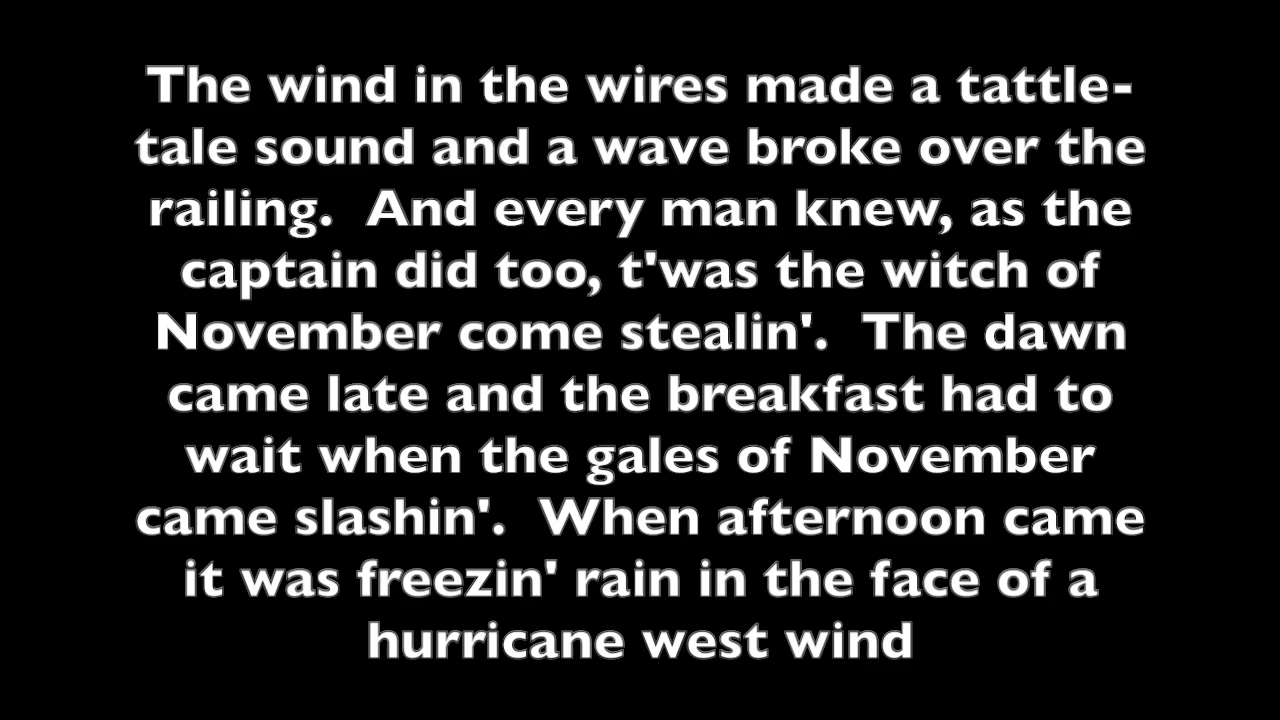 The wind in the wires made a tattle-
tale sound and a wave broke over the
railing.  And every man knew, as the
captain did too, t'was the witch of
November come stealin'.  The dawn
came late and the breakfast had to
wait when the gales of November
came slashin'.  When afternoon came
it was freezin' rain in the face of a
hurricane west wind